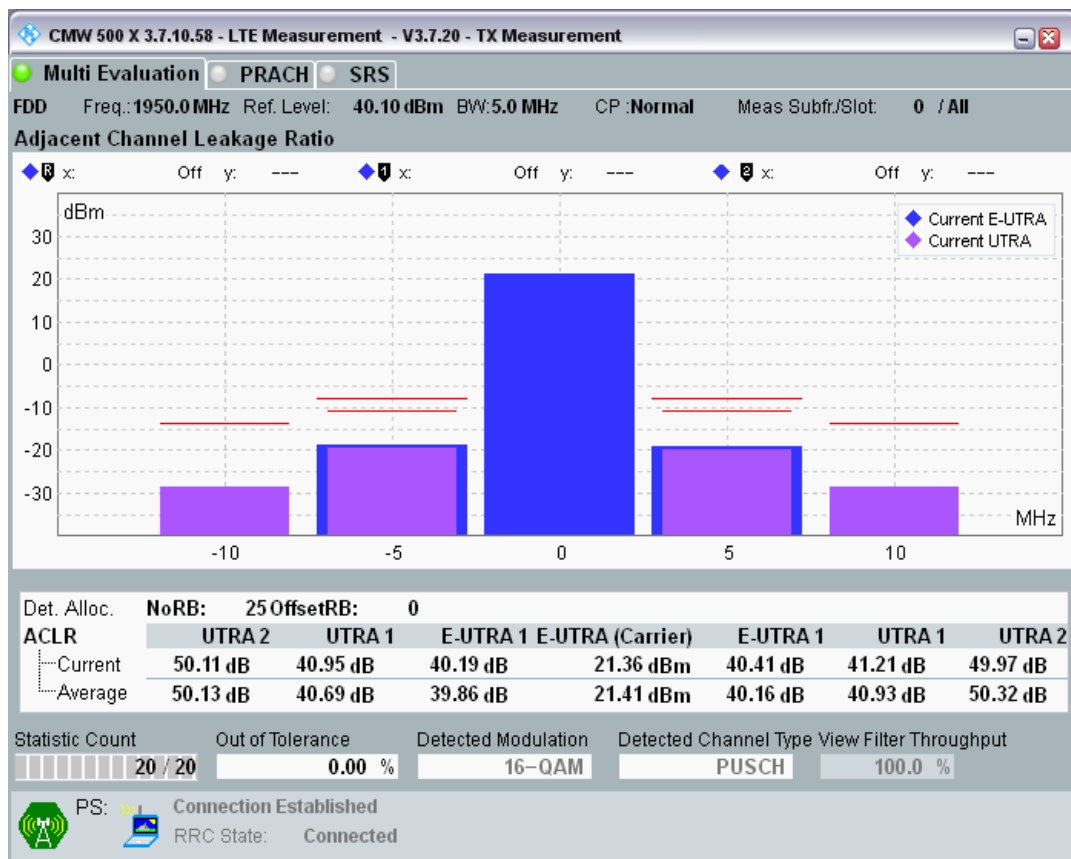 CMW 500 X 3.7.10.58 - LTE Measurement - V3.7.20 - TX Measurement
Multi Evaluation PRACH SRS
FDD Freq.: 1950.0 MHz Ref. Level: 40.10 dBm BW: 5.0 MHz CP : Normal Meas Subfr./Slot: 0 / All
Adjacent Channel Leakage Ratio
R x: Off y: --- 1 x: Off y: --- 2 x: Off y: ---
dBm
Current E-UTRA
Current UTRA
30
20
10
0
-10
-20
-30
MHz
-10 -5 0 5 10
Det. Alloc. NoRB: 25 OffsetRB: 0
ACLR UTRA 2 UTRA 1 E-UTRA 1 E-UTRA (Carrier) E-UTRA 1 UTRA 1 UTRA 2
Current 50.11 dB 40.95 dB 40.19 dB 21.36 dBm 40.41 dB 41.21 dB 49.97 dB
Average 50.13 dB 40.69 dB 39.86 dB 21.41 dBm 40.16 dB 40.93 dB 50.32 dB
Statistic Count Out of Tolerance Detected Modulation Detected Channel Type View Filter Throughput
20 / 20 0.00 % 16-QAM PUSCH 100.0 %
PS: Connection Established
RRC State: Connected